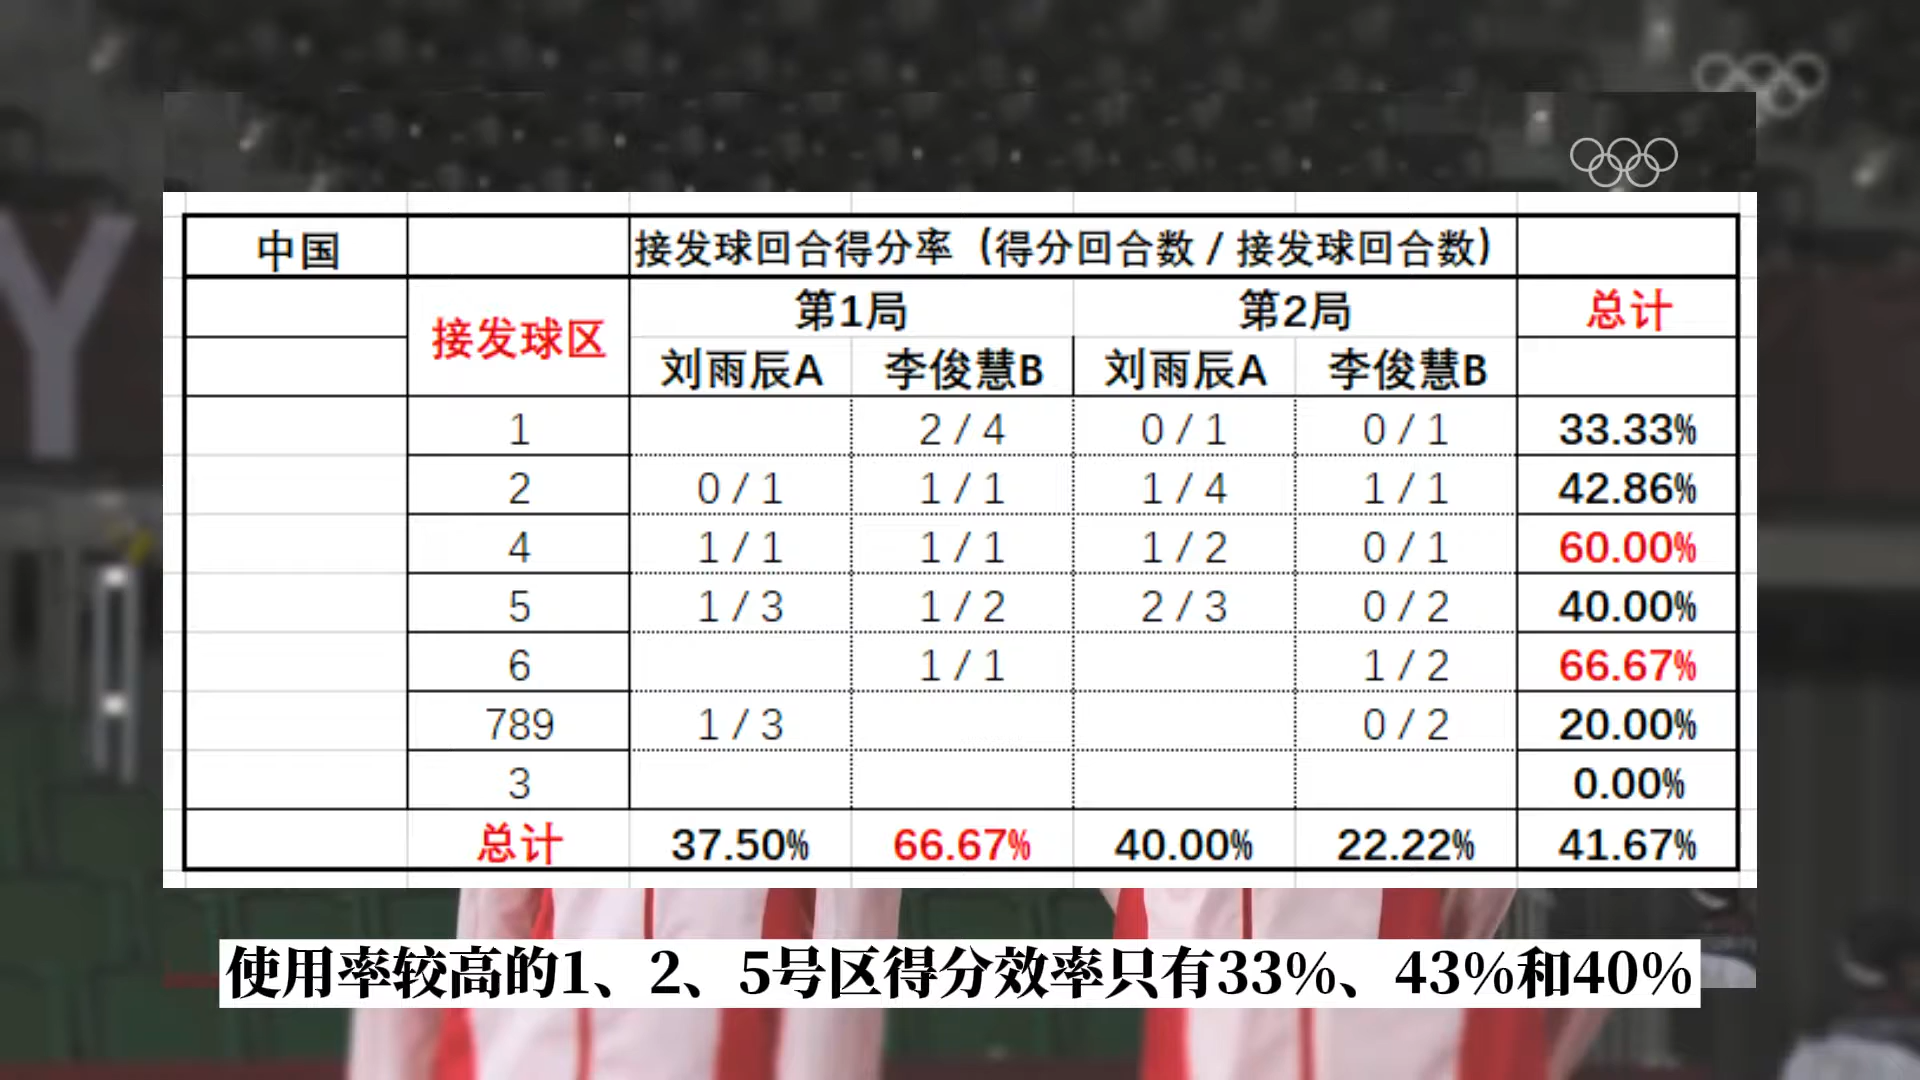 Y
中国 接发球回合得分率（得分回合数 / 接发球回合数）
接发球区 第1局 第2局 总计
刘雨辰A 李俊慧B 刘雨辰A 李俊慧B
1 2 / 4 0 / 1 0 / 1 33.33%
2 0 / 1 1 / 1 1 / 4 1 / 1 42.86%
4 1 / 1 1 / 1 1 / 2 0 / 1 60.00%
5 1 / 3 1 / 2 2 / 3 0 / 2 40.00%
6 1 / 1 1 / 2 66.67%
789 1 / 3 0 / 2 20.00%
3 0.00%
总计 37.50% 66.67% 40.00% 22.22% 41.67%
使用率较高的1、2、5号区得分效率只有33%、43%和40%